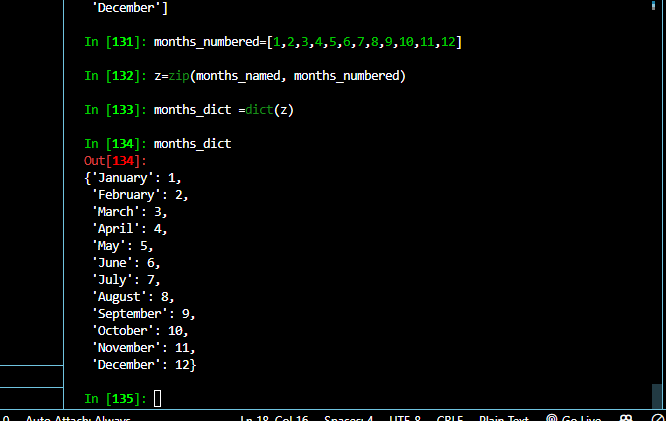 'December']
In [131]: months_numbered=[1,2,3,4,5,6,7,8,9,10,11,12]
In [132]: z=zip(months_named, months_numbered)
In [133]: months_dict =dict(z)
In [134]: months_dict
Out[134]:
{'January': 1,
'February': 2,
'March': 3,
'April': 4,
'May': 5,
'June': 6,
'July': 7,
'August': 8,
'September': 9,
'October': 10,
'November': 11,
'December': 12}
In [135]:
0 Auto Attach: Always Ln 18, Col 16 Spaces: 4 UTF-8 CRLF Plain Text Go Live